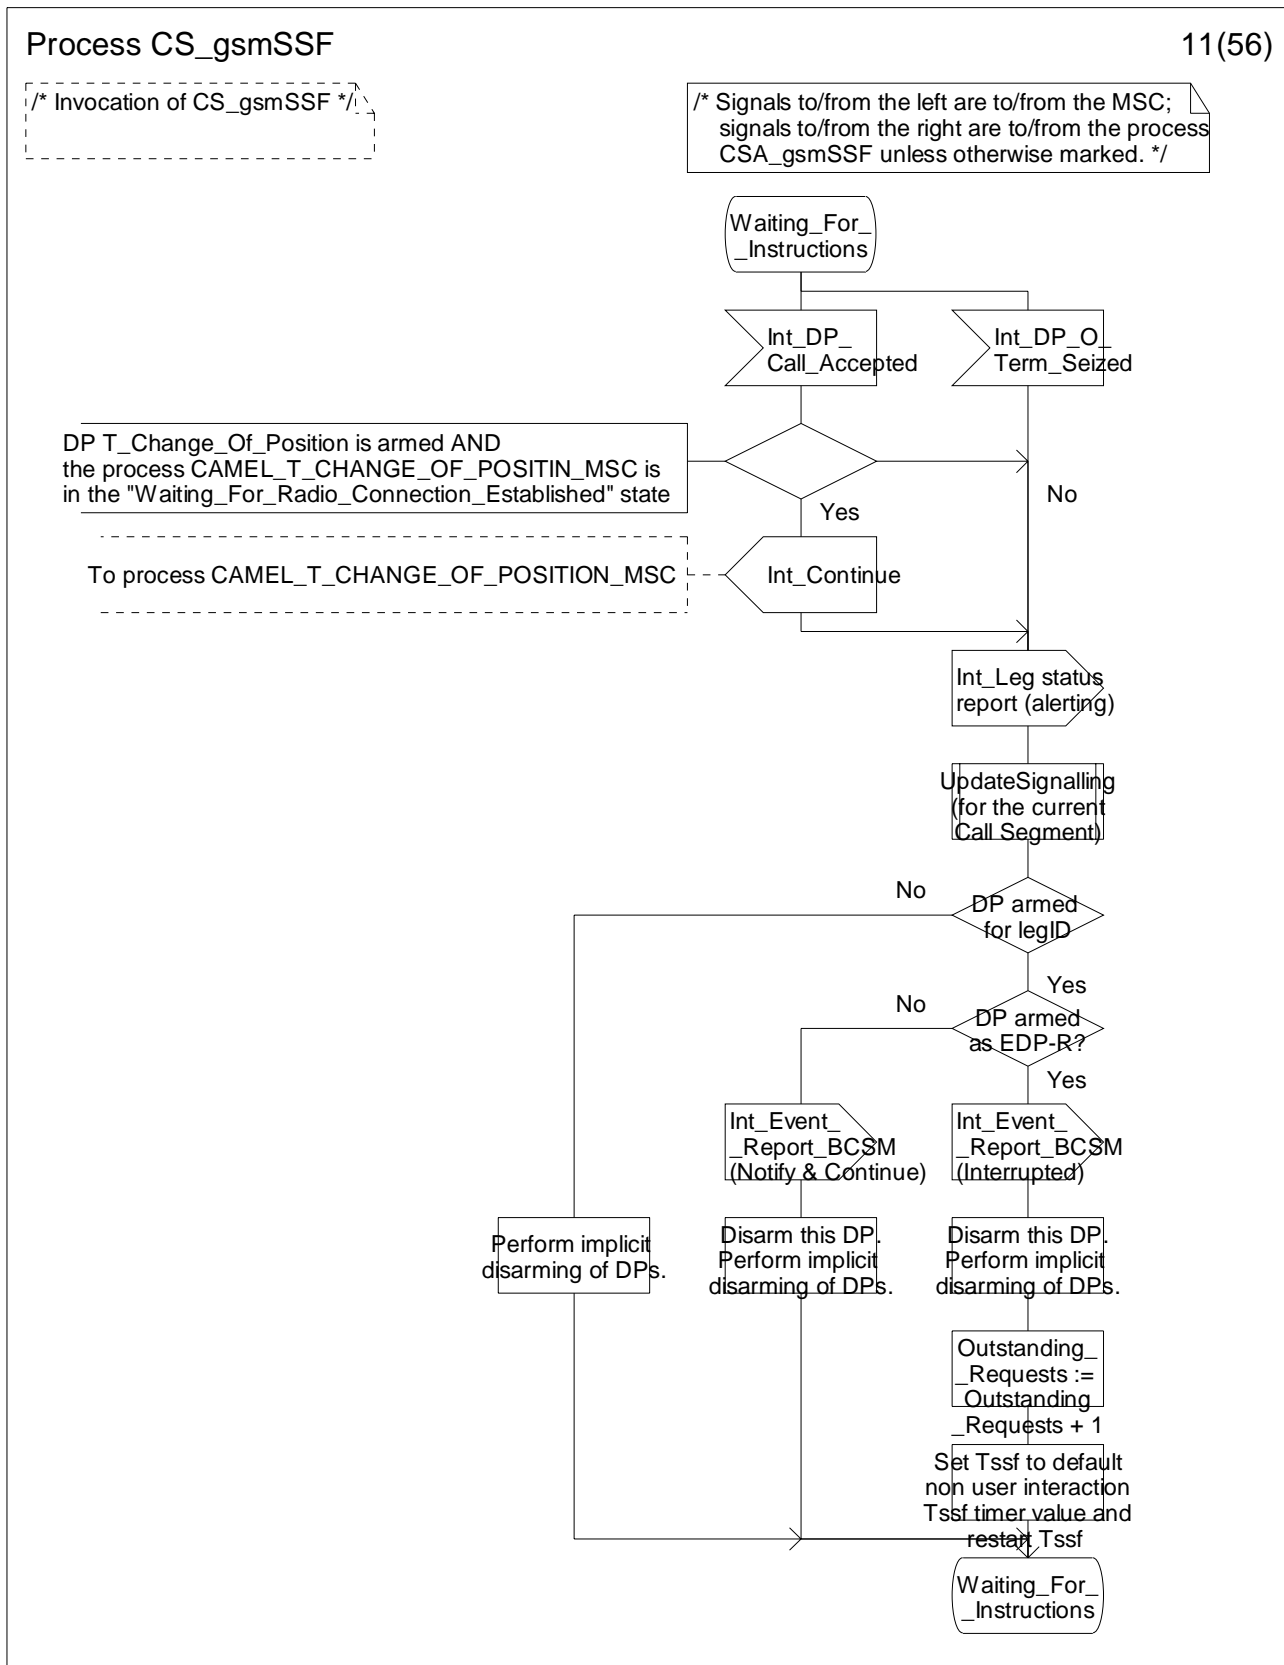 Process CS_gsmSSF
11(56)
/* Invocation of CS_gsmSSF */
/* Signals to/from the left are to/from the MSC;
signals to/from the right are to/from the process
CSA_gsmSSF unless otherwise marked. */
Waiting_For_
_Instructions
Int_DP_
Call_Accepted
Int_DP_O_
Term_Seized
DP T_Change_Of_Position is armed AND
the process CAMEL_T_CHANGE_OF_POSITIN_MSC is
in the "Waiting_For_Radio_Connection_Established" state
No
Yes
To process CAMEL_T_CHANGE_OF_POSITION_MSC
Int_Continue
Int_Leg status
report (alerting)
UpdateSignalling
(for the current
Call Segment)
No
DP armed
for legID
Yes
No
DP armed
as EDP-R?
Yes
Int_Event_
_Report_BCSM
(Notify & Continue)
Int_Event_
_Report_BCSM
(Interrupted)
Perform implicit
disarming of DPs.
Disarm this DP.
Perform implicit
disarming of DPs.
Disarm this DP.
Perform implicit
disarming of DPs.
Outstanding_
_Requests :=
Outstanding
_Requests + 1
Set Tssf to default
non user interaction
Tssf timer value and
restart Tssf
Waiting_For_
_Instructions